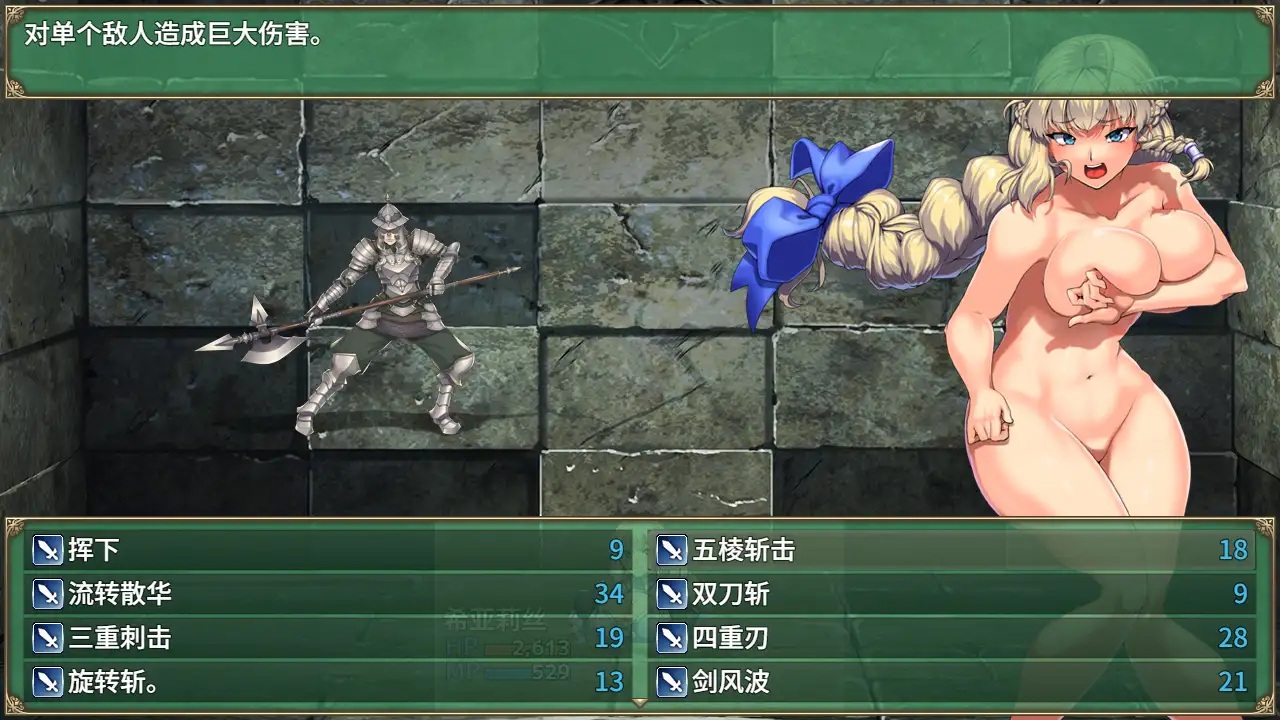 对单个敌人造成巨大伤害。
挥下 9
五棱斩击 18
流转散华 34
双刀斩 9
希亚莉丝
三重刺击 19
四重刃 28
HP 2,613
MP 529
旋转斩。 13
剑风波 21